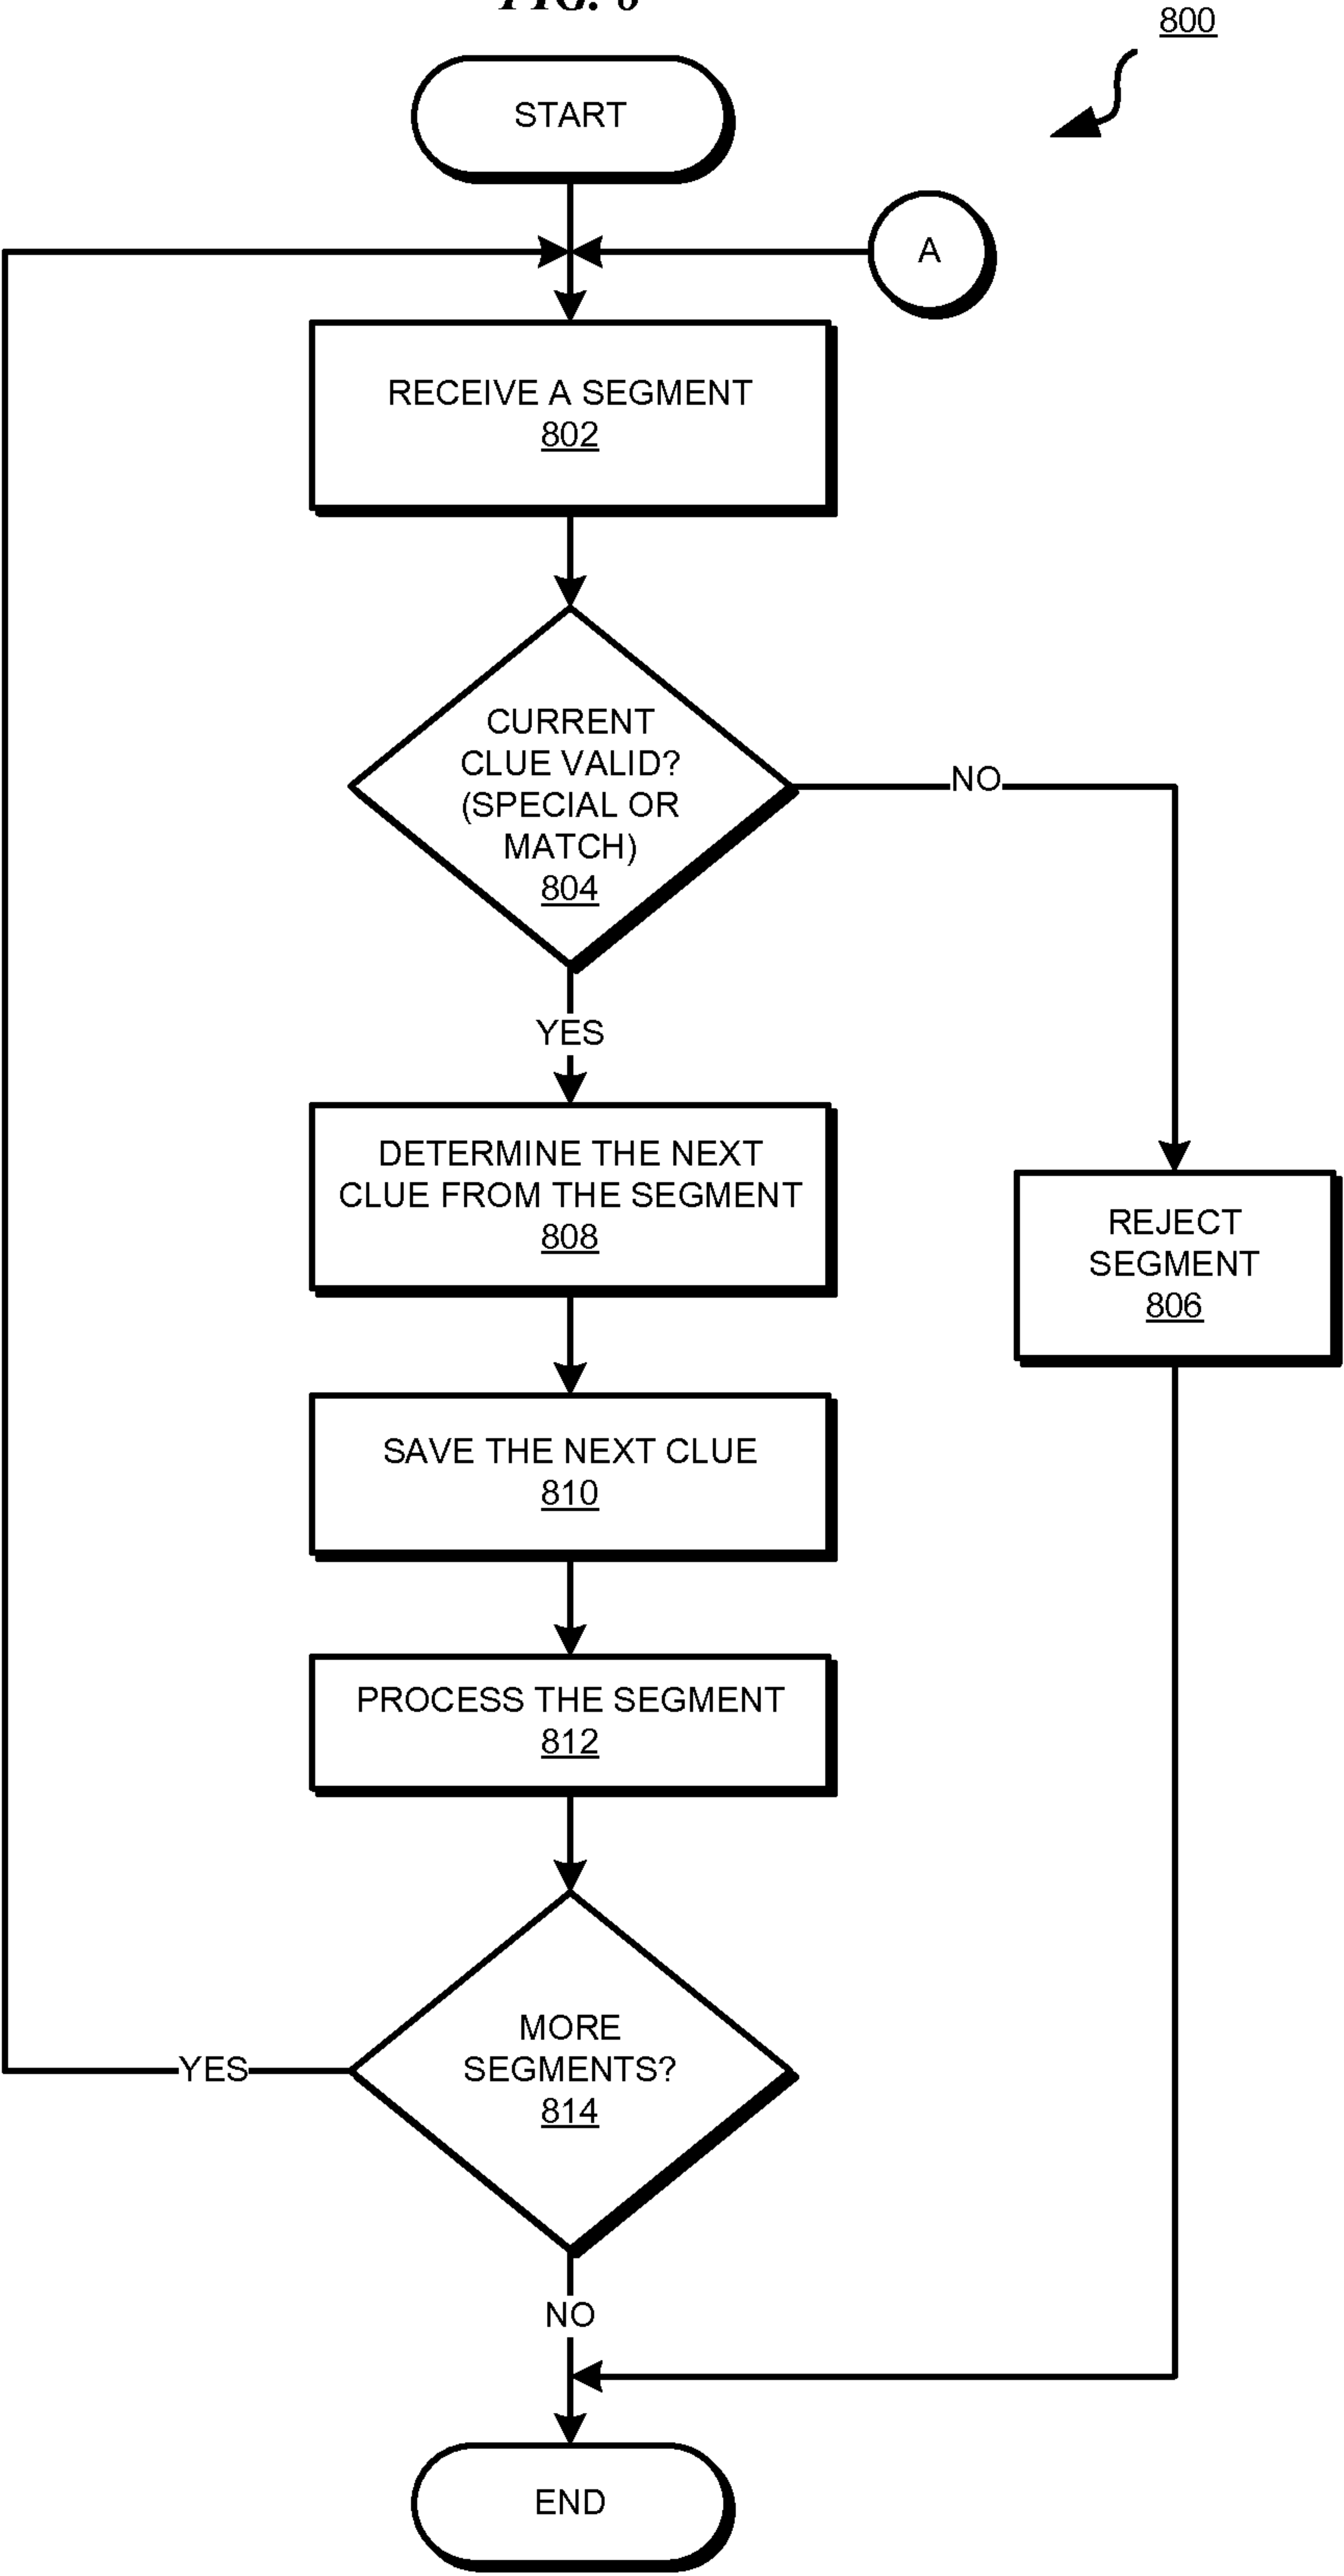 800
START
A
RECEIVE A SEGMENT
802
CURRENT
CLUE VALID?
(SPECIAL OR
MATCH)
804
NO
YES
DETERMINE THE NEXT
CLUE FROM THE SEGMENT
808
REJECT
SEGMENT
806
SAVE THE NEXT CLUE
810
PROCESS THE SEGMENT
812
MORE
SEGMENTS?
814
YES
NO
END